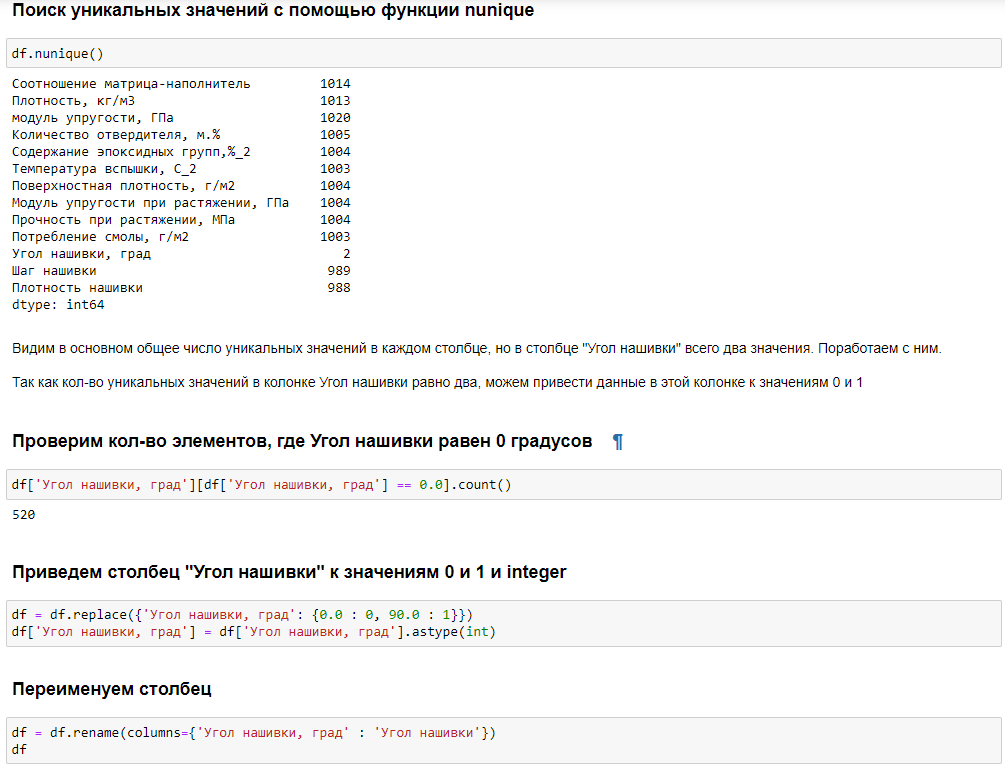 Поиск уникальных значений с помощью функции nunique
df.nunique()
Соотношение матрица-наполнитель 1014
Плотность, кг/м3 1013
модуль упругости, ГПа 1020
Количество отвердителя, м.% 1005
Содержание эпоксидных групп,%_2 1004
Температура вспышки, С_2 1003
Поверхностная плотность, г/м2 1004
Модуль упругости при растяжении, ГПа 1004
Прочность при растяжении, МПа 1004
Потребление смолы, г/м2 1003
Угол нашивки, град 2
Шаг нашивки 989
Плотность нашивки 988
dtype: int64
Видим в основном общее число уникальных значений в каждом столбце, но в столбце "Угол нашивки" всего два значения. Поработаем с ним.
Так как кол-во уникальных значений в колонке Угол нашивки равно два, можем привести данные в этой колонке к значениям 0 и 1
Проверим кол-во элементов, где Угол нашивки равен 0 градусов ¶
df['Угол нашивки, град'][df['Угол нашивки, град'] == 0.0].count()
520
Приведем столбец "Угол нашивки" к значениям 0 и 1 и integer
df = df.replace({'Угол нашивки, град': {0.0 : 0, 90.0 : 1}})
df['Угол нашивки, град'] = df['Угол нашивки, град'].astype(int)
Переименуем столбец
df = df.rename(columns={'Угол нашивки, град' : 'Угол нашивки'})
df